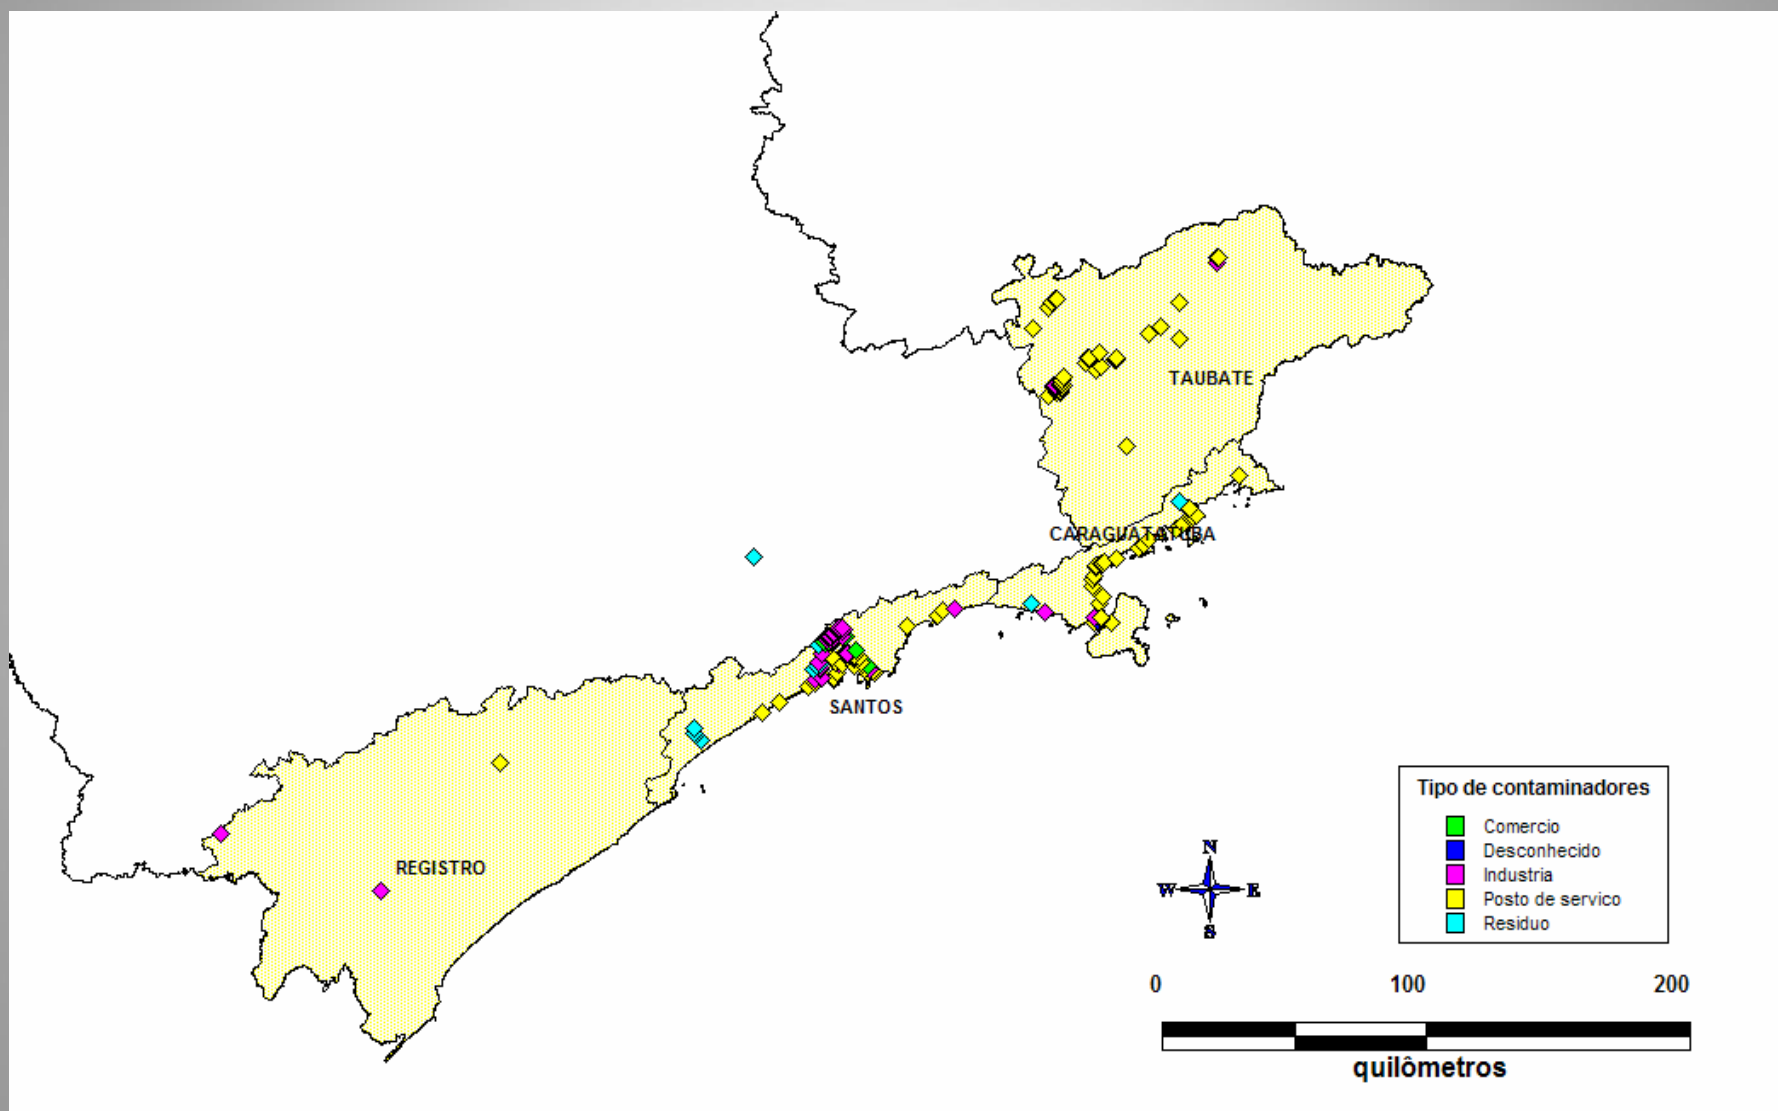 TAUBATE
CARAGUATATUBA
SANTOS
REGISTRO
Tipo de contaminadores
Comercio
Desconhecido
Industria
Posto de servico
Residuo
N
W E
S
0 100 200
quilômetros